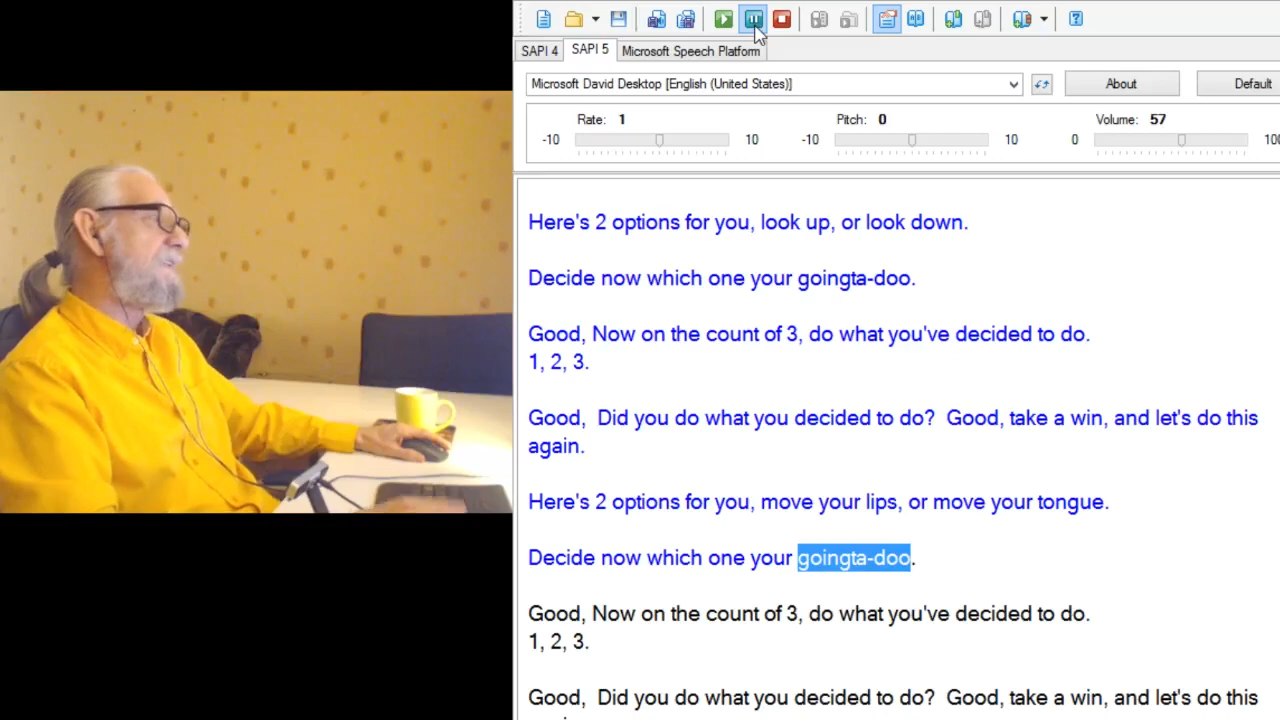 SAPI 4 SAPI 5 Microsoft Speech Platform
Microsoft David Desktop [English (United States)] About Default
Rate: 1 Pitch: 0 Volume: 57
-10 10 -10 10 0 100
Here's 2 options for you, look up, or look down.
Decide now which one your goingta-doo.
Good, Now on the count of 3, do what you've decided to do.
1, 2, 3.
Good,  Did you do what you decided to do?  Good, take a win, and let's do this
again.
Here's 2 options for you, move your lips, or move your tongue.
Decide now which one your goingta-doo.
Good, Now on the count of 3, do what you've decided to do.
1, 2, 3.
Good,  Did you do what you decided to do?  Good, take a win, and let's do this